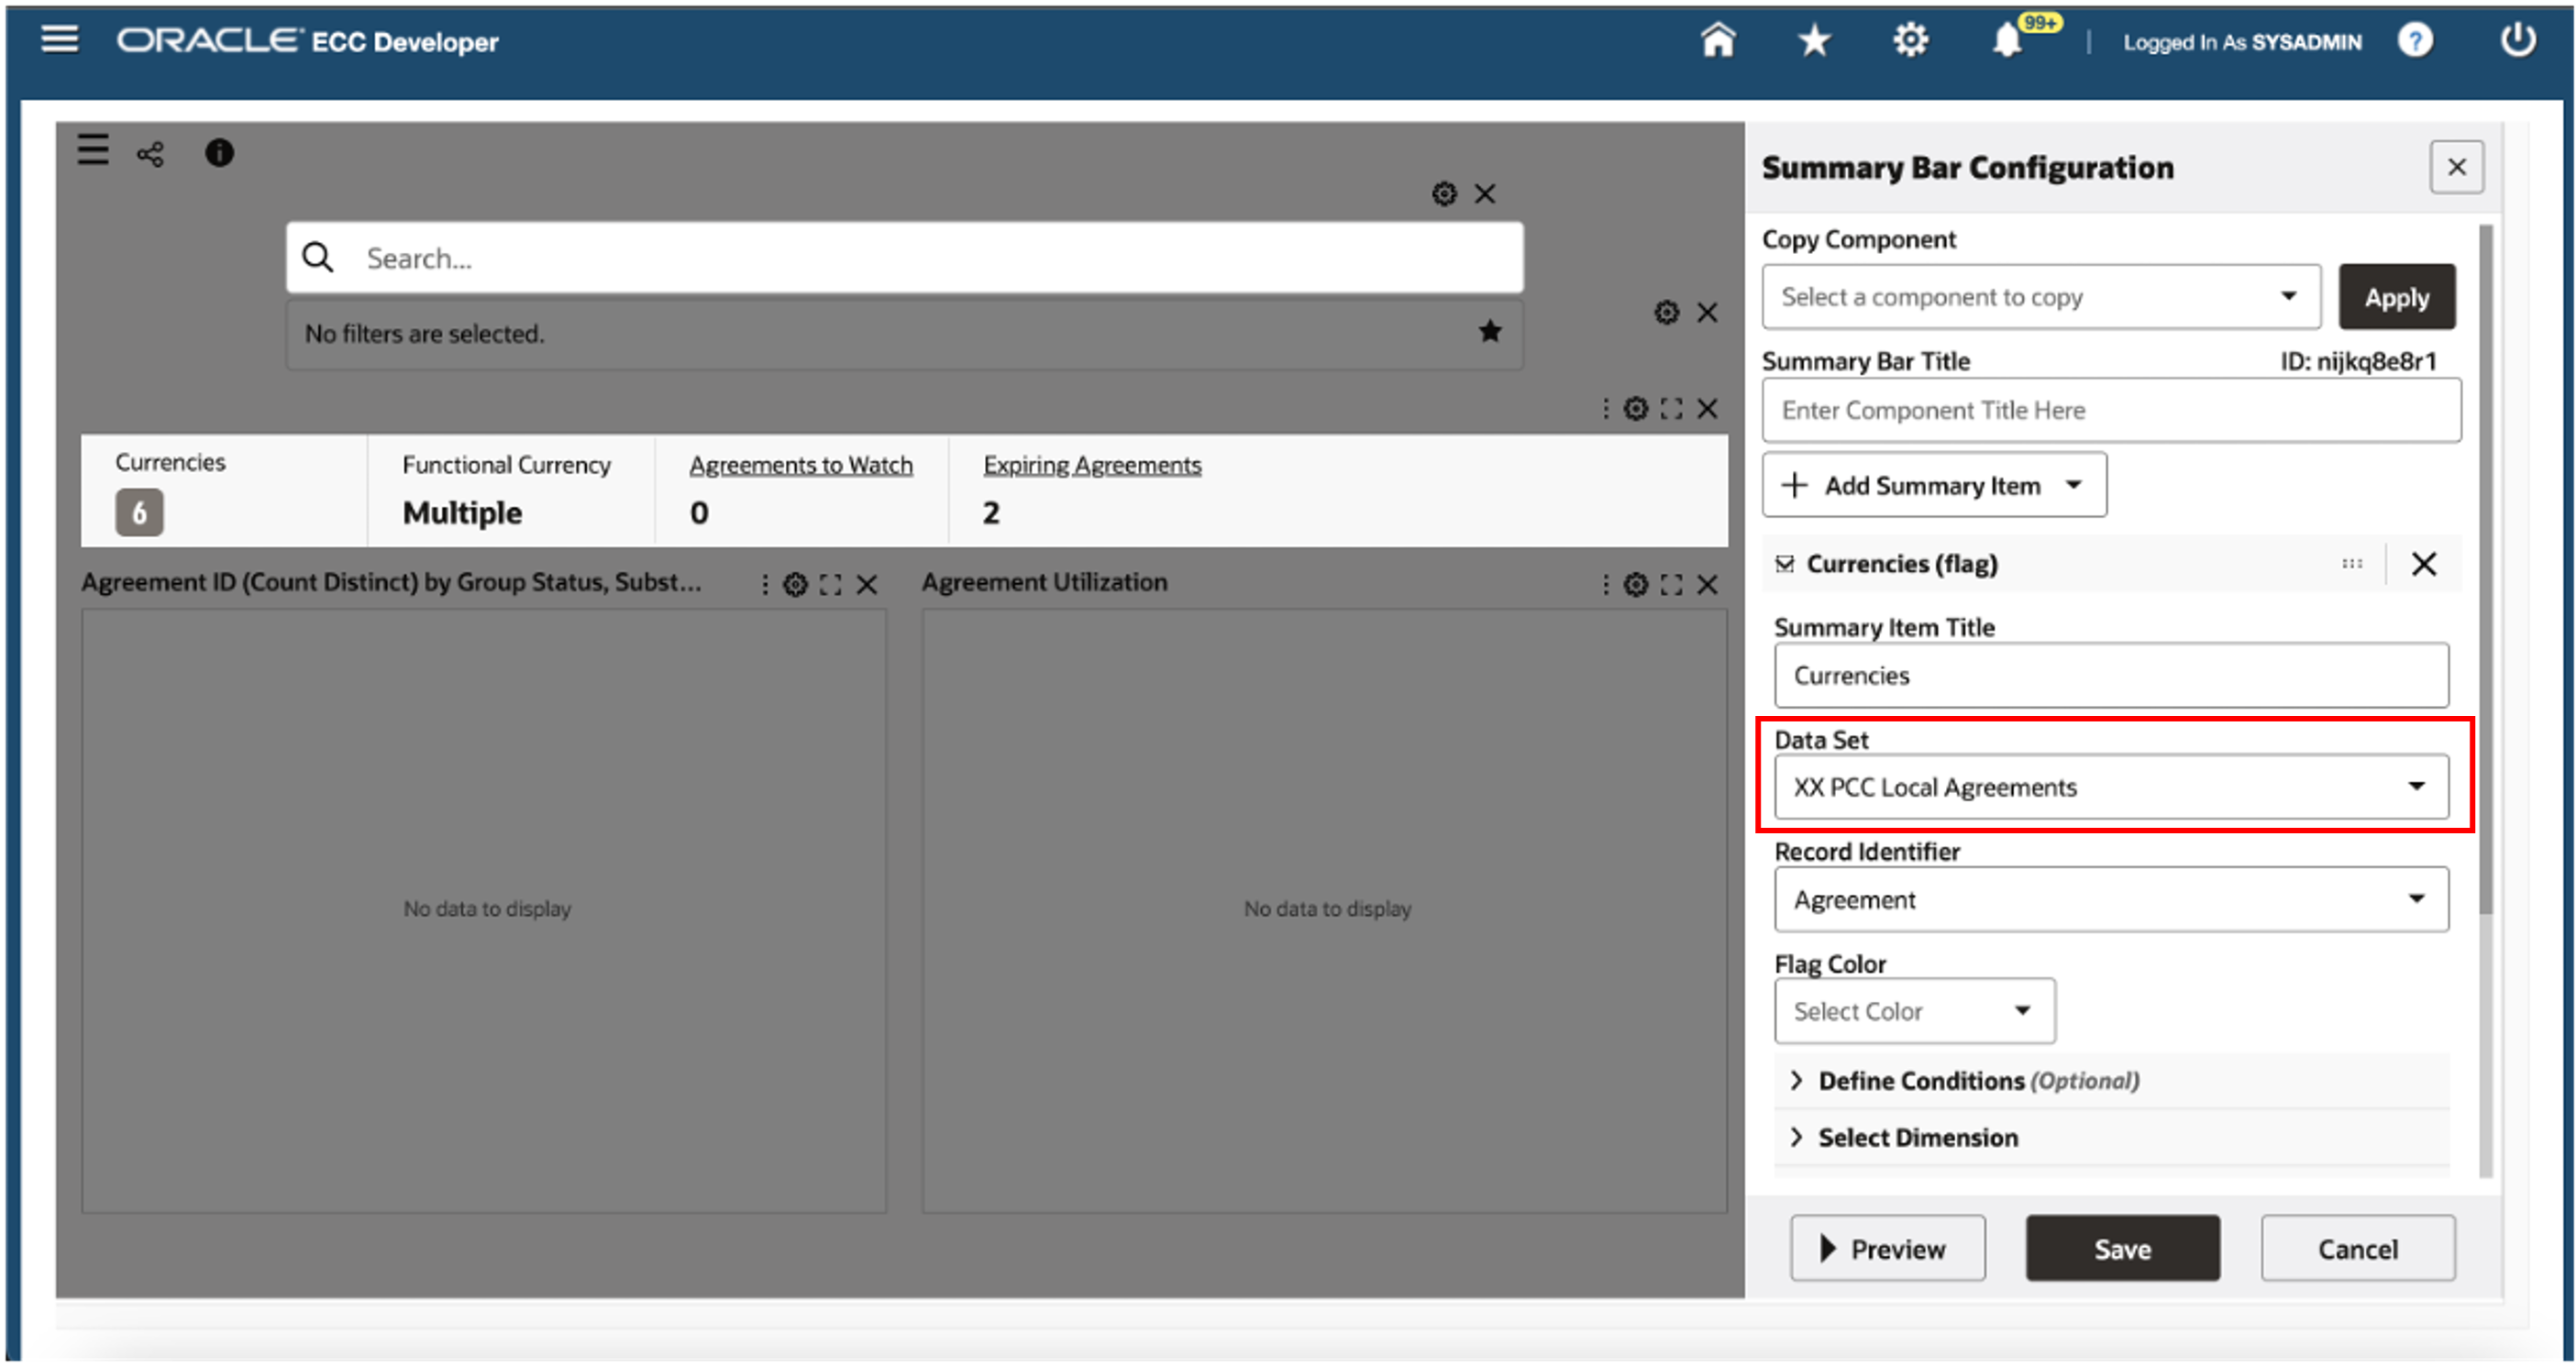 ORACLE ECC Developer
99+
Logged In As SYSADMIN
?
Search...
No filters are selected.
Currencies
6
Functional Currency
Multiple
Agreements to Watch
0
Expiring Agreements
2
Agreement ID (Count Distinct) by Group Status, Subst...
No data to display
Agreement Utilization
No data to display
Summary Bar Configuration
Copy Component
Select a component to copy
Apply
Summary Bar Title ID: nijkq8e8r1
Enter Component Title Here
Add Summary Item
Currencies (flag)
Summary Item Title
Currencies
Data Set
XX PCC Local Agreements
Record Identifier
Agreement
Flag Color
Select Color
Define Conditions (Optional)
Select Dimension
Preview
Save
Cancel